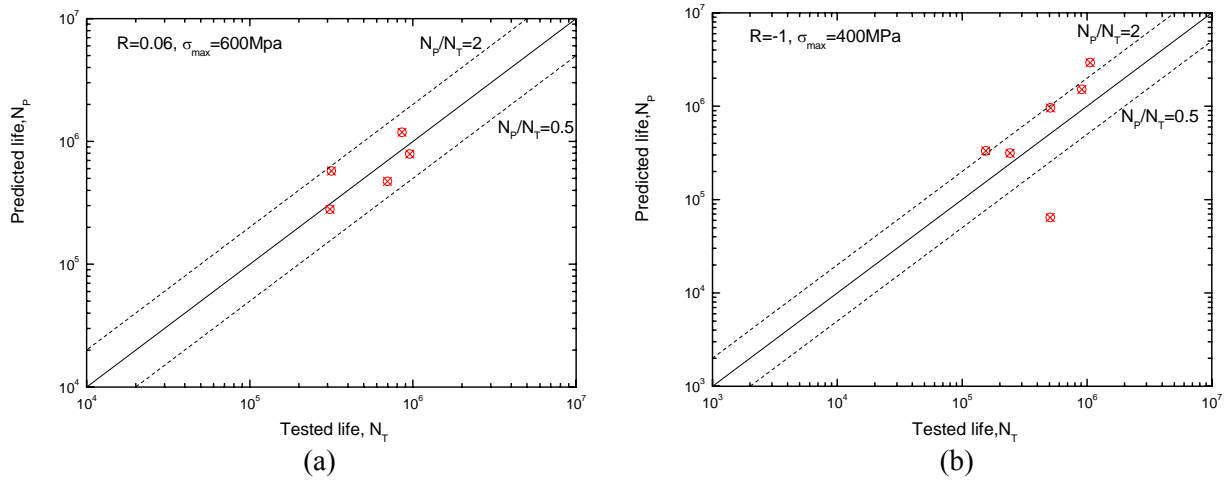 R=0.06, σmax=600Mpa
NP/NT=2
NP/NT=0.5
Predicted life,NP
10^7
10^6
10^5
10^4
10^4
10^5
10^6
10^7
Tested life, NT
(a)
R=-1, σmax=400MPa
NP/NT=2
NP/NT=0.5
Predicted life,NP
10^7
10^6
10^5
10^4
10^3
10^3
10^4
10^5
10^6
10^7
Tested life,NT
(b)